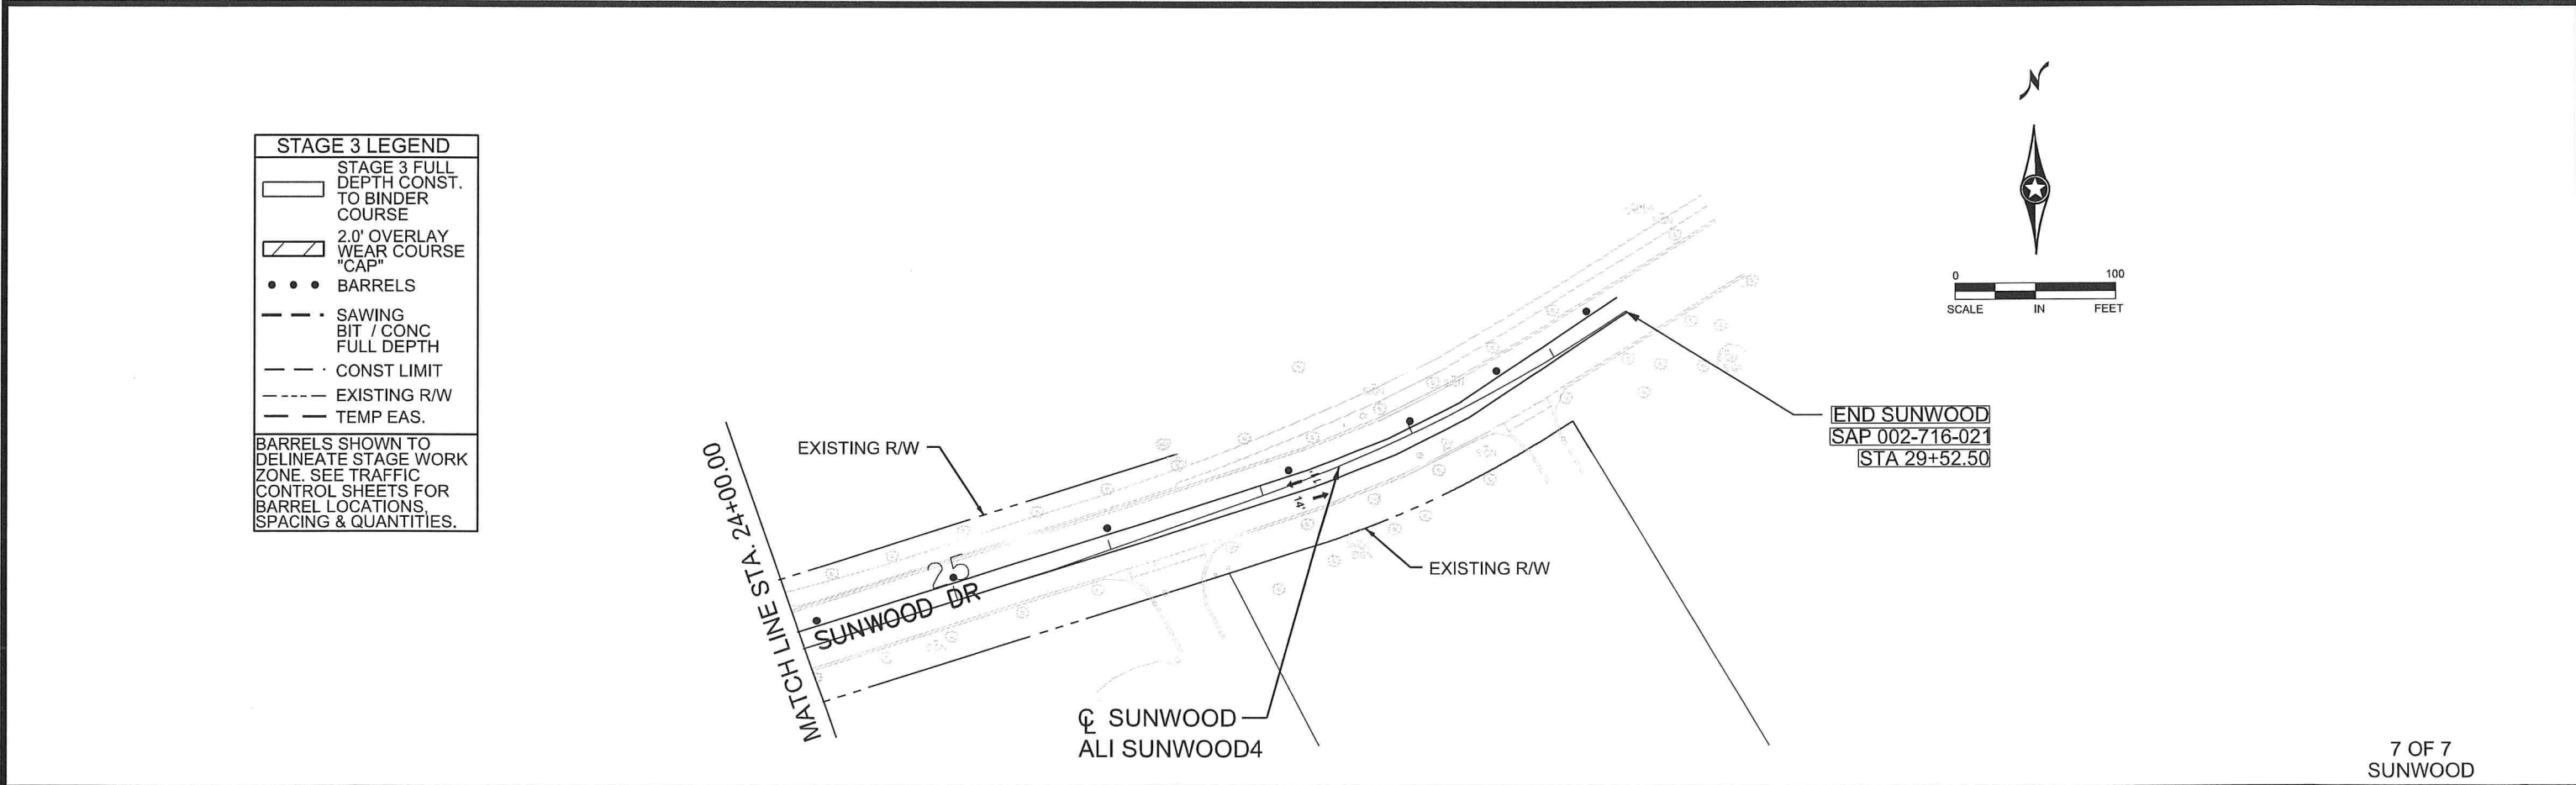 STAGE 3 LEGEND
STAGE 3 FULL
DEPTH CONST.
TO BINDER
COURSE
2.0' OVERLAY
WEAR COURSE
"CAP"
BARRELS
SAWING
BIT / CONC
FULL DEPTH
CONST LIMIT
EXISTING R/W
TEMP EAS.
BARRELS SHOWN TO
DELINEATE STAGE WORK
ZONE. SEE TRAFFIC
CONTROL SHEETS FOR
BARREL LOCATIONS,
SPACING & QUANTITIES.
MATCH LINE STA. 24+00.00
EXISTING R/W
25
SUNWOOD DR
14'
EXISTING R/W
℄ SUNWOOD
ALI SUNWOOD4
END SUNWOOD
SAP 002-716-021
STA 29+52.50
N
0 100
SCALE IN FEET
7 OF 7
SUNWOOD